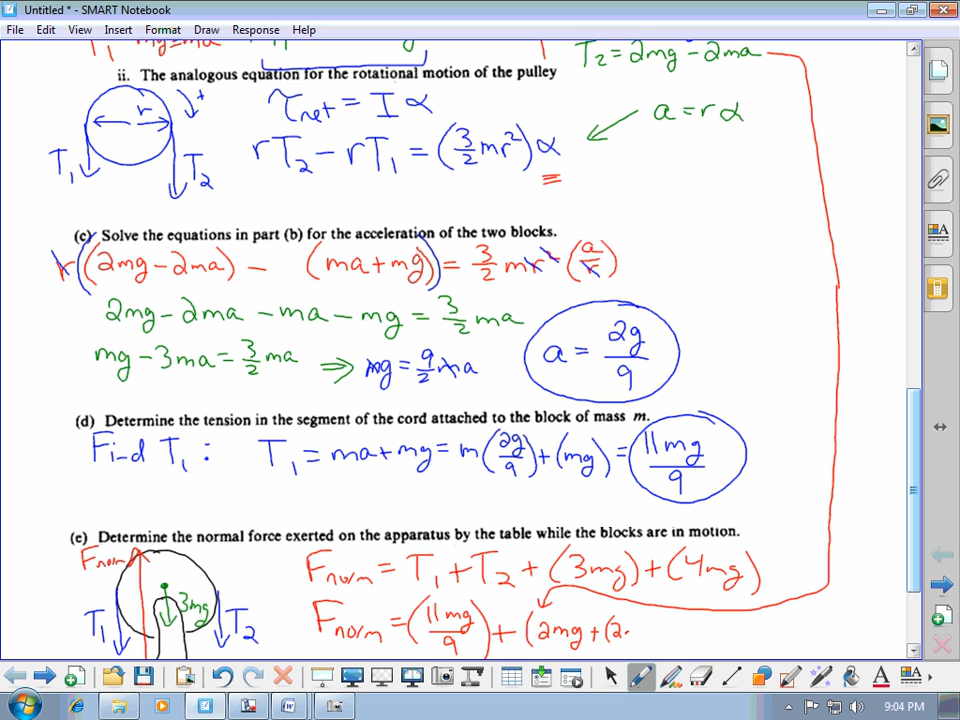 Untitled * - SMART Notebook
File Edit View Insert Format Draw Response Help
T₁ - mg = ma
T₂ = 2mg - 2ma
ii. The analogous equation for the rotational motion of the pulley
r
+
T₁
T₂
τnet = Iα
a = rα
rT₂ - rT₁ = (3/2 mr²)α
(c) Solve the equations in part (b) for the acceleration of the two blocks.
r((2mg - 2ma) - (ma + mg)) = 3/2 mr² (a/r)
2mg - 2ma - ma - mg = 3/2 ma
mg - 3ma = 3/2 ma ⇒ mg = 9/2 ma
a = 2g/9
(d) Determine the tension in the segment of the cord attached to the block of mass m.
Find T₁ : T₁ = ma + mg = m(2g/9) + (mg) = 11mg/9
(e) Determine the normal force exerted on the apparatus by the table while the blocks are in motion.
Fnorm
3mg
T₁
T₂
Fnorm = T₁ + T₂ + (3mg) + (4mg)
Fnorm = (11mg/9) + (2mg + (2.
9:04 PM